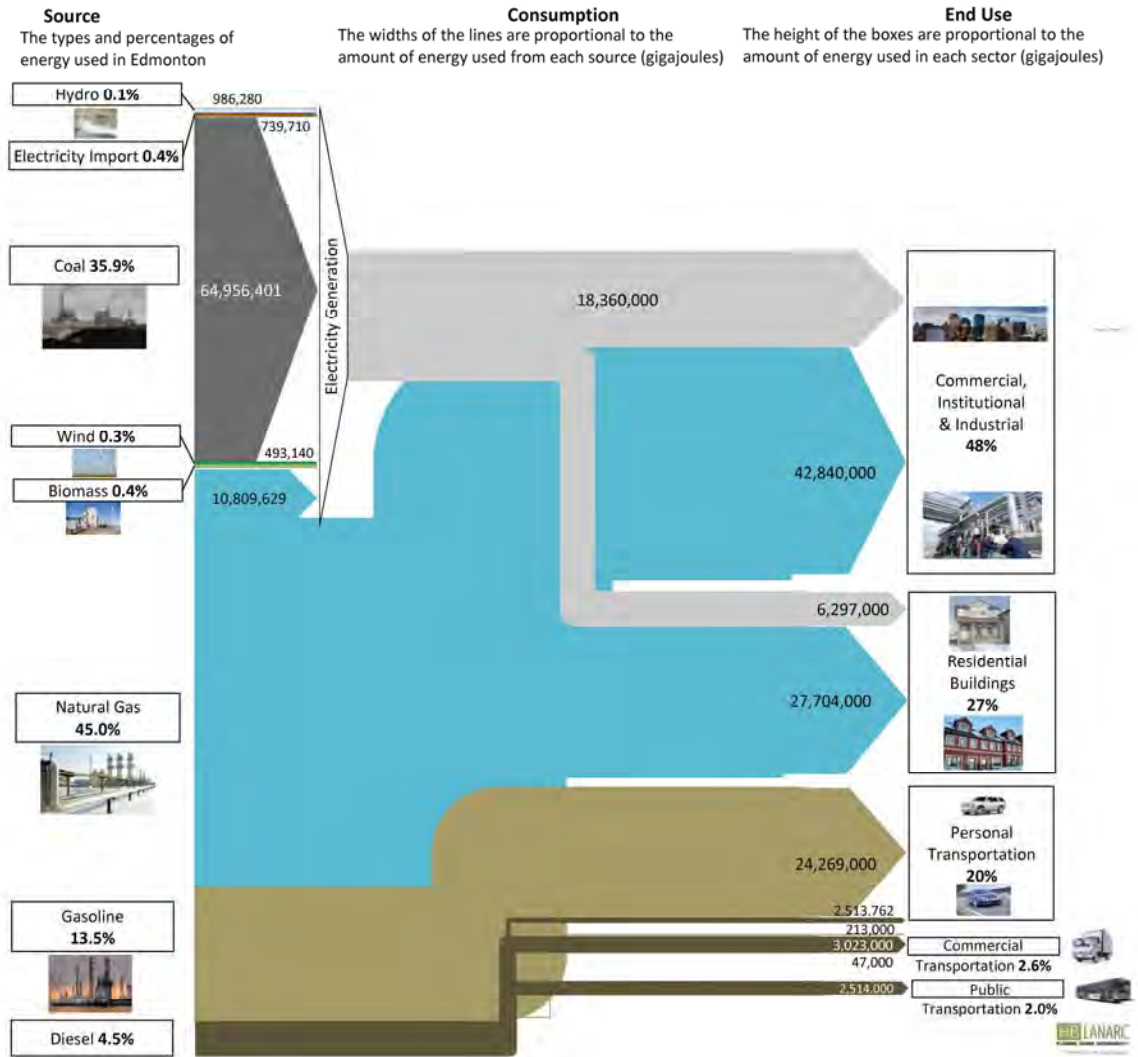 Source
The types and percentages of
energy used in Edmonton
Consumption
The widths of the lines are proportional to the
amount of energy used from each source (gigajoules)
End Use
The height of the boxes are proportional to the
amount of energy used in each sector (gigajoules)
Hydro 0.1%
986,280
739,710
Electricity Import 0.4%
Coal 35.9%
64,956,401
Electricity Generation
18,360,000
Commercial,
Institutional
& Industrial
48%
Wind 0.3%
493,140
Biomass 0.4%
10,809,629
42,840,000
6,297,000
Residential
Buildings
27%
27,704,000
Natural Gas
45.0%
Personal
Transportation
20%
24,269,000
Gasoline
13.5%
2.513.762
213,000
3,023,000
Commercial
47,000
Transportation 2.6%
2,514.000
Public
Transportation 2.0%
Diesel 4.5%
HB LANARC